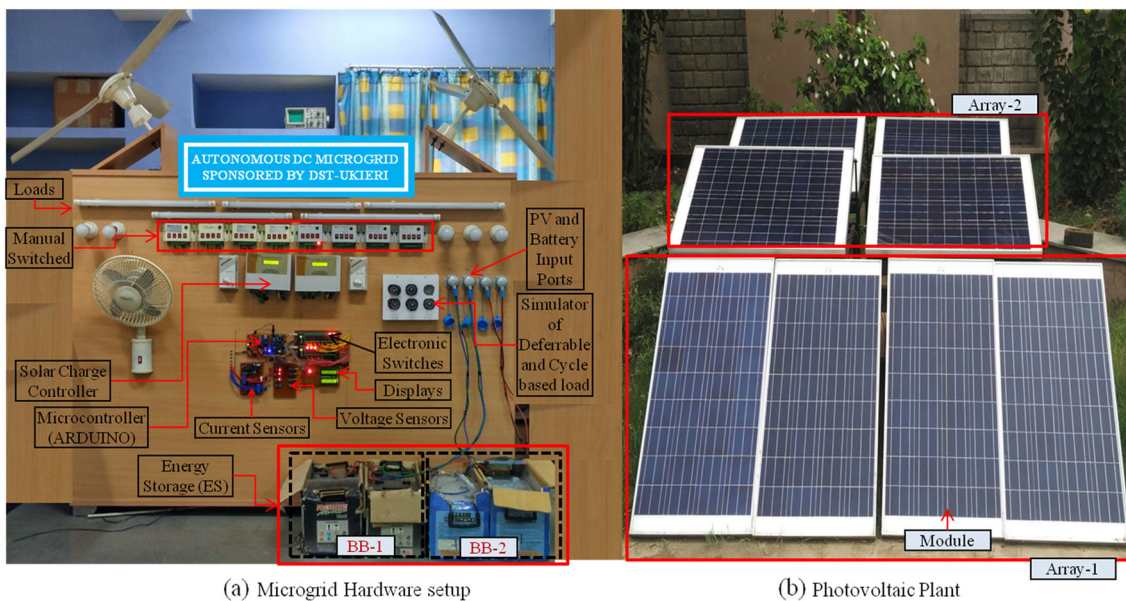 AUTONOMOUS DC MICROGRID
SPONSORED BY DST-UKIERI
Loads
Manual
Switched
PV and
Battery
Input
Ports
Simulator
of
Deferrable
and Cycle
based load
Electronic
Switches
Solar Charge
Controller
Displays
Microcontroller
(ARDUINO)
Current Sensors
Voltage Sensors
Energy
Storage (ES)
BB-1
BB-2
(a) Microgrid Hardware setup
Array-2
Module
Array-1
(b) Photovoltaic Plant